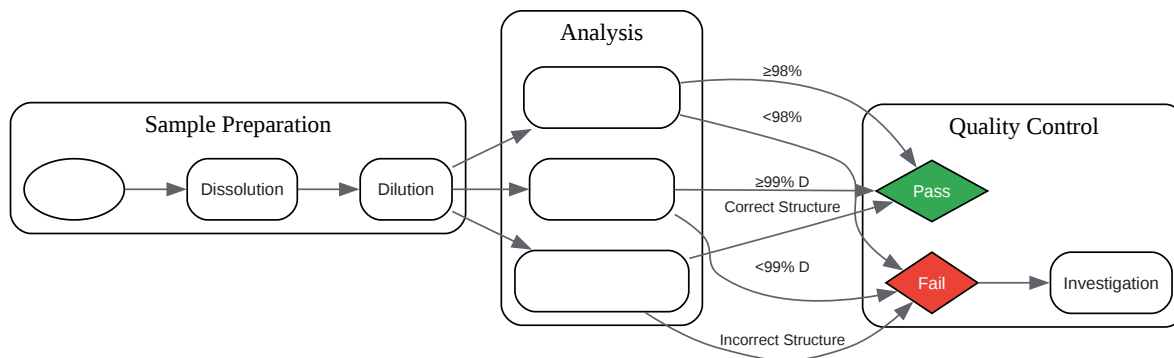 Analysis
≥98%
Sample Preparation
<98%
Quality Control
Dissolution
Dilution
≥99% D
Pass
Correct Structure
<99% D
Fail
Investigation
Incorrect Structure